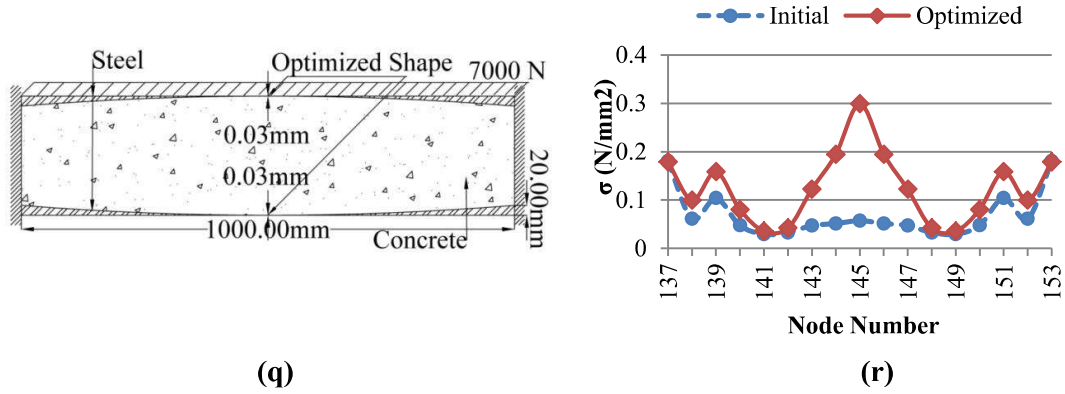 Steel
Optimized Shape
7000 N
0.03mm
0.03mm
20.00mm
1000.00mm
Concrete
(q)
Initial
Optimized
σ (N/mm2)
0.4
0.3
0.2
0.1
0
137
139
141
143
145
147
149
151
153
Node Number
(r)